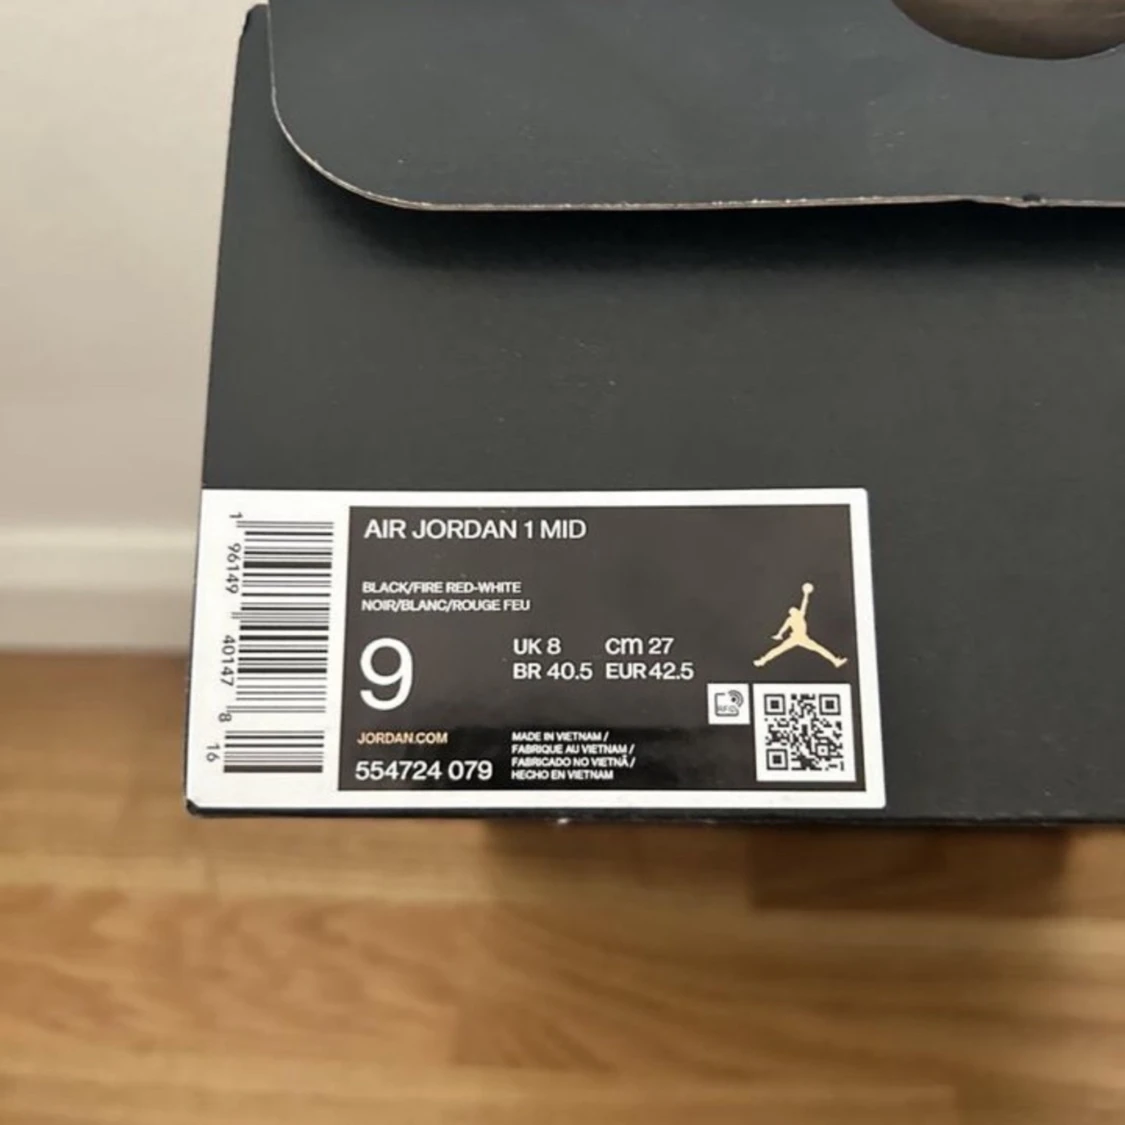 AIR JORDAN 1 MID
BLACK/FIRE RED-WHITE
NOIR/BLANC/ROUGE FEU
9
UK 8 cm 27
BR 40.5 EUR 42.5
RFID
JORDAN.COM
554724 079
MADE IN VIETNAM /
FABRIQUE AU VIETNAM /
FABRICADO NO VIETNÃ /
HECHO EN VIETNAM
1 96149 40147 8 16